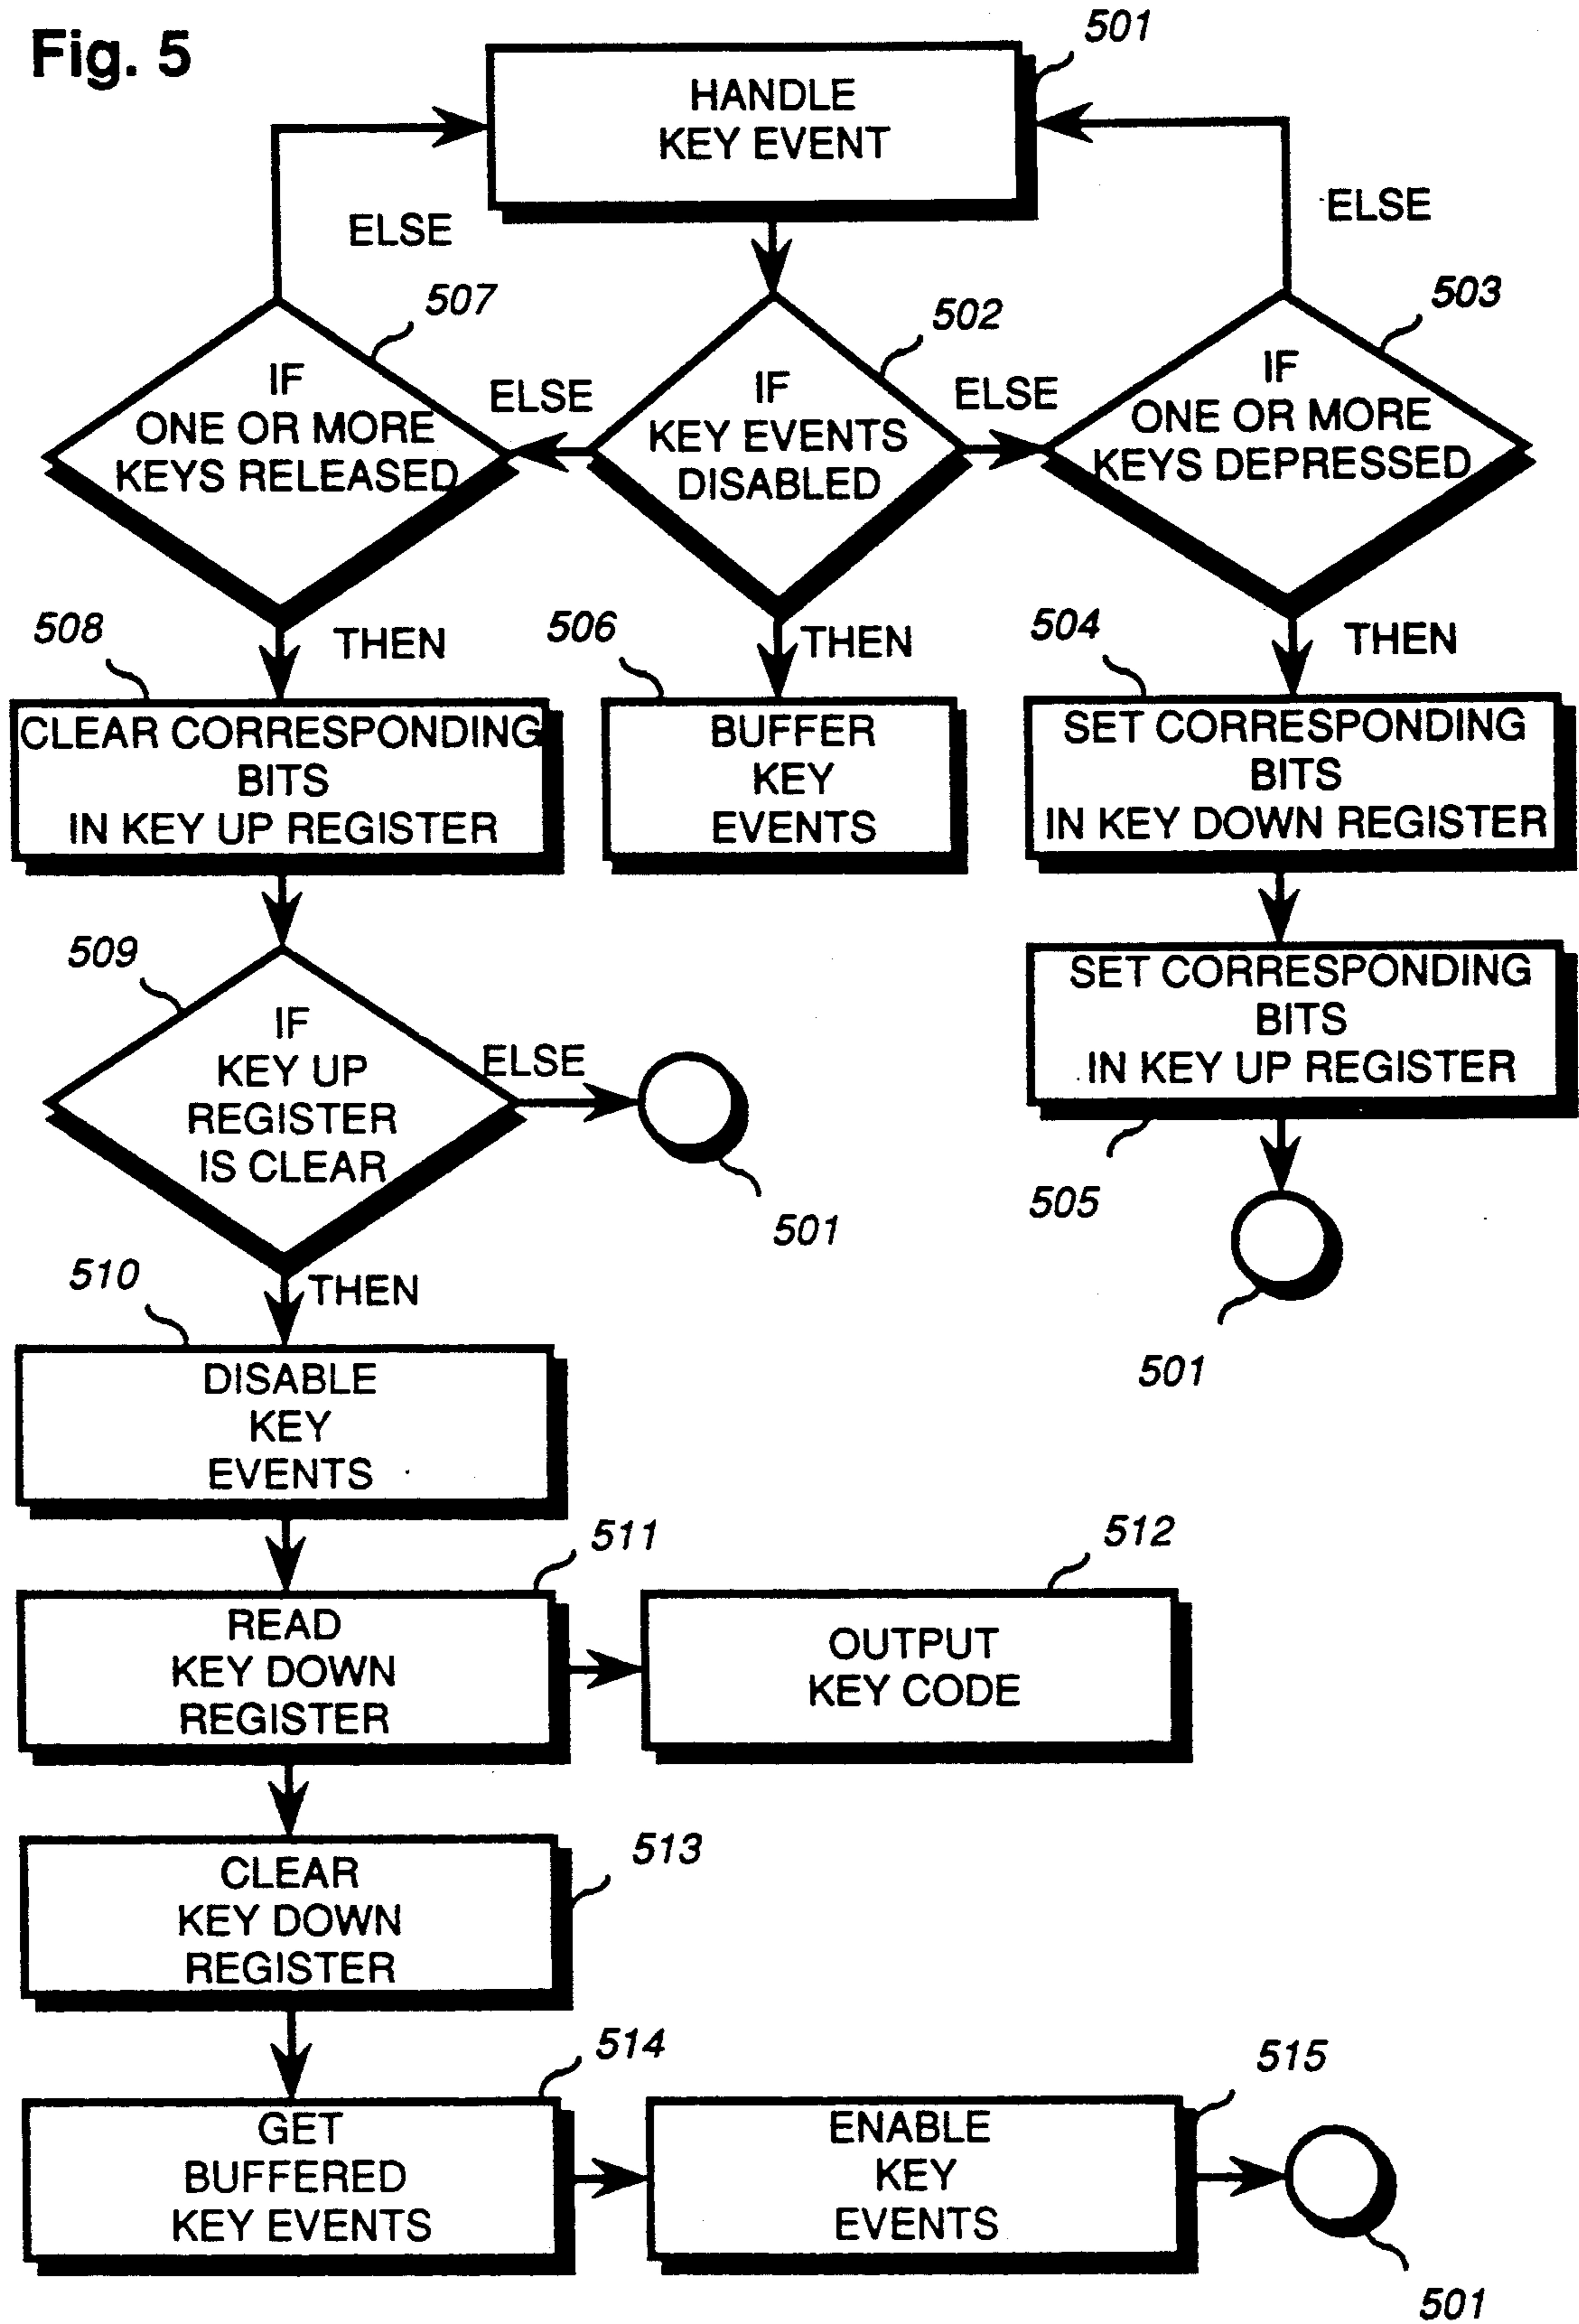 Fig. 5
501
HANDLE
KEY EVENT
ELSE
ELSE
507
502
503
IF
ONE OR MORE
KEYS RELEASED
ELSE
IF
KEY EVENTS
DISABLED
ELSE
IF
ONE OR MORE
KEYS DEPRESSED
508
THEN
506
THEN
504
THEN
CLEAR CORRESPONDING
BITS
IN KEY UP REGISTER
BUFFER
KEY
EVENTS
SET CORRESPONDING
BITS
IN KEY DOWN REGISTER
509
IF
KEY UP
REGISTER
IS CLEAR
ELSE
501
SET CORRESPONDING
BITS
IN KEY UP REGISTER
505
501
510
THEN
DISABLE
KEY
EVENTS
511
512
READ
KEY DOWN
REGISTER
OUTPUT
KEY CODE
513
CLEAR
KEY DOWN
REGISTER
514
515
GET
BUFFERED
KEY EVENTS
ENABLE
KEY
EVENTS
501